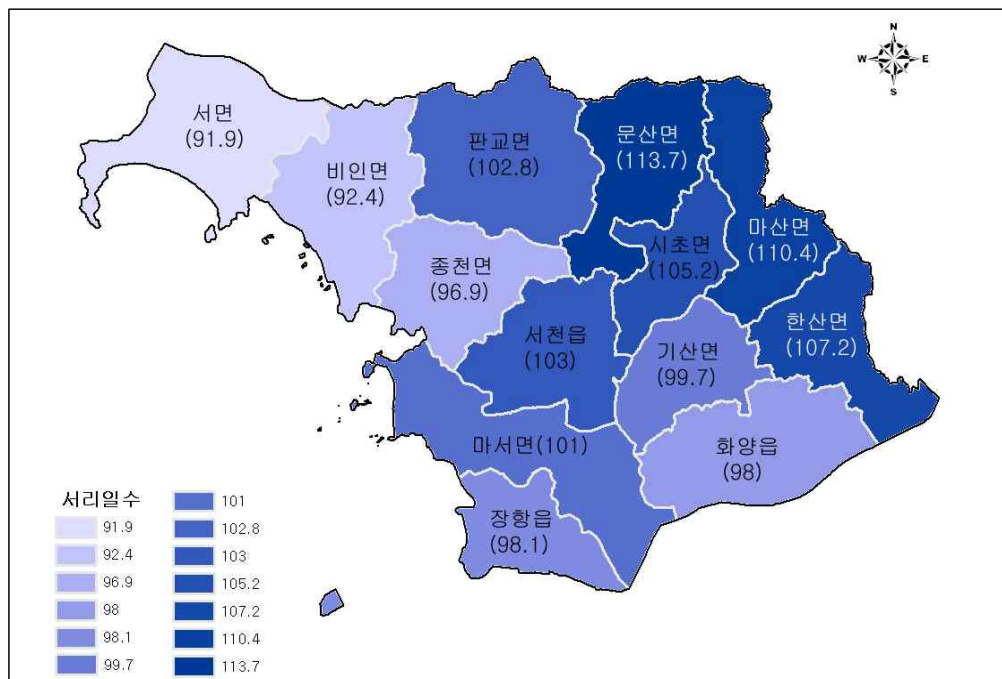 N
W E
S
서면
(91.9)
비인면
(92.4)
판교면
(102.8)
문산면
(113.7)
마산면
(110.4)
시초면
(105.2)
종천면
(96.9)
한산면
(107.2)
서천읍
(103)
기산면
(99.7)
마서면(101)
화양읍
(98)
장항읍
(98.1)
서리일수
91.9
92.4
96.9
98
98.1
99.7
101
102.8
103
105.2
107.2
110.4
113.7